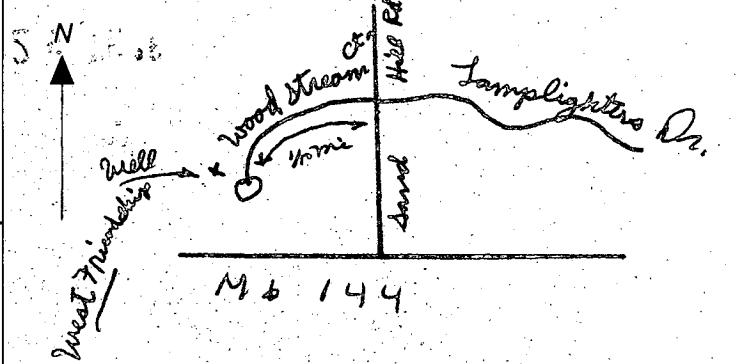 N
Wood Stream Ct.
Sand Hill Rd
Lamplighters Dr.
1/10 mi
Well
West Friendship
Md 144